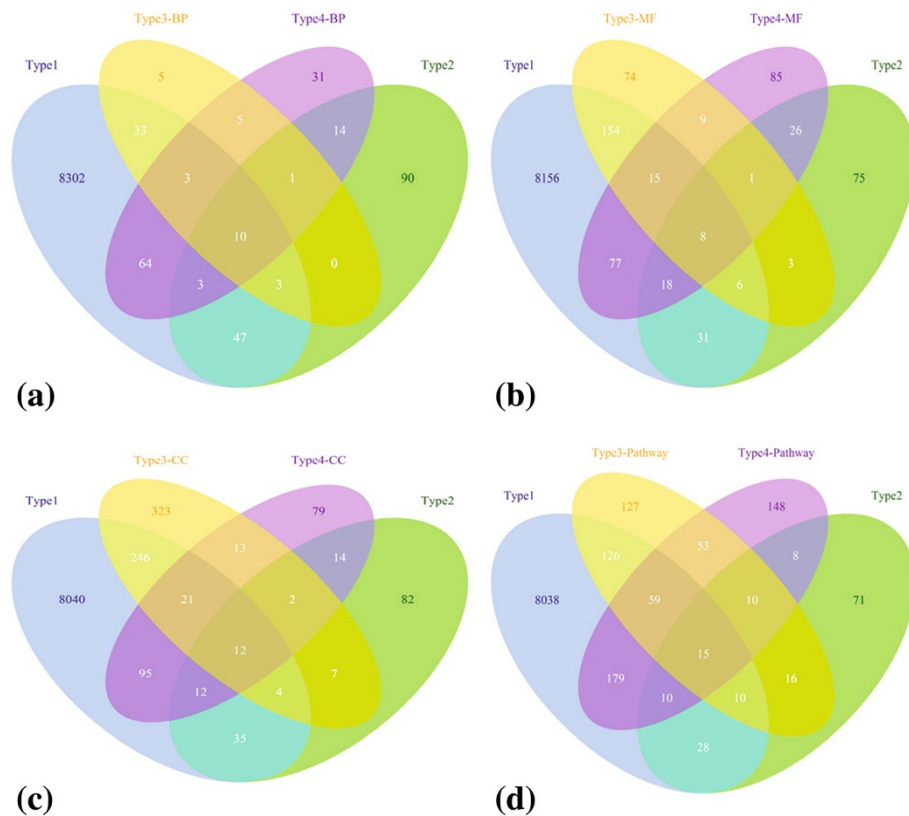 Type3-BP Type4-BP
Type1 Type2
5 31
33 5 14
8302 3 1 90
10
64 0
3 3
47
(a)
Type3-MF Type4-MF
Type1 Type2
74 85
154 9 26
8156 15 1 75
8
77 3
18 6
31
(b)
Type3-CC Type4-CC
Type1 Type2
323 79
246 13 14
8040 21 2 82
12
95 7
12 4
35
(c)
Type3-Pathway Type4-Pathway
Type1 Type2
127 148
126 53 8
8038 59 10 71
15
179 16
10 10
28
(d)